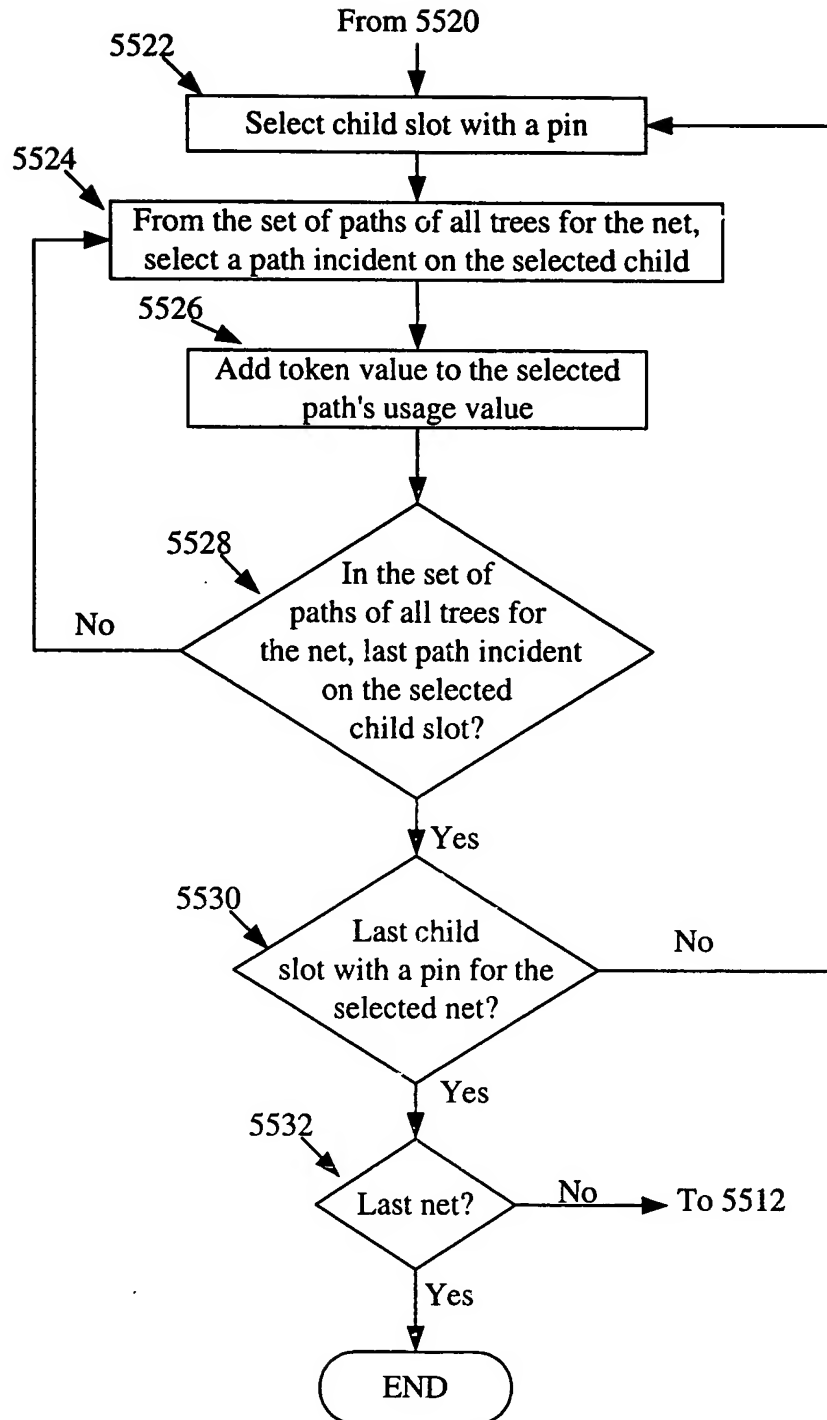 From 5520
5522
Select child slot with a pin
5524
From the set of paths of all trees for the net,
select a path incident on the selected child
5526
Add token value to the selected
path's usage value
5528
In the set of
paths of all trees for
the net, last path incident
on the selected
child slot?
No
Yes
5530
Last child
slot with a pin for the
selected net?
No
Yes
5532
Last net?
No
To 5512
Yes
END